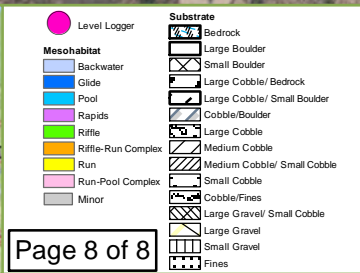 Level Logger
Mesohabitat
Backwater
Glide
Pool
Rapids
Riffle
Riffle-Run Complex
Run
Run-Pool Complex
Minor
Substrate
Bedrock
Large Boulder
Small Boulder
Large Cobble/ Bedrock
Large Cobble/ Small Boulder
Cobble/Boulder
Large Cobble
Medium Cobble
Medium Cobble/ Small Cobble
Small Cobble
Cobble/Fines
Large Gravel/ Small Cobble
Large Gravel
Small Gravel
Fines
Page 8 of 8